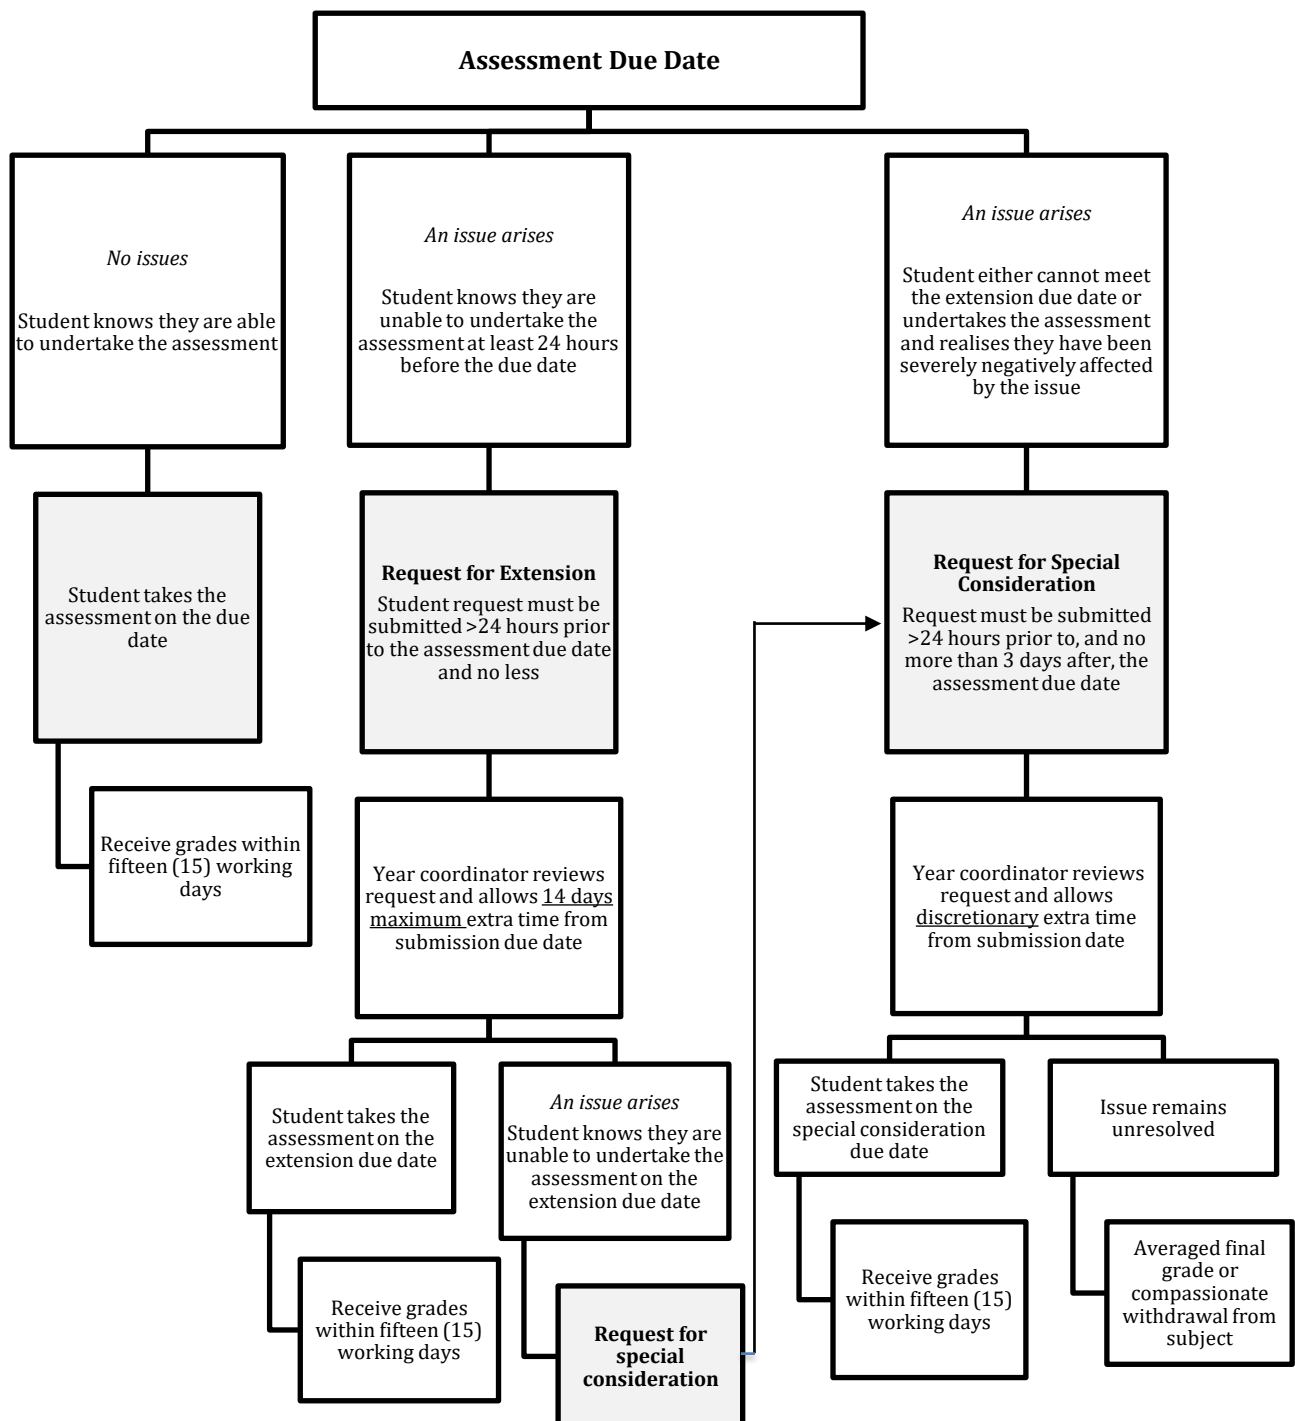 Assessment Due Date
No issues
Student knows they are able
to undertake the assessment
An issue arises
Student knows they are
unable to undertake the
assessment at least 24 hours
before the due date
An issue arises
Student either cannot meet
the extension due date or
undertakes the assessment
and realises they have been
severely negatively affected
by the issue
Student takes the
assessment on the due
date
Request for Extension
Student request must be
submitted >24 hours prior
to the assessment due date
and no less
Request for Special
Consideration
Request must be submitted
>24 hours prior to, and no
more than 3 days after, the
assessment due date
Receive grades within
fifteen (15) working
days
Year coordinator reviews
request and allows 14 days
maximum extra time from
submission due date
Year coordinator reviews
request and allows
discretionary extra time
from submission date
Student takes the
assessment on the
extension due date
An issue arises
Student knows they are
unable to undertake the
assessment on the
extension due date
Student takes the
assessment on the
special consideration
due date
Issue remains
unresolved
Receive grades
within fifteen (15)
working days
Request for
special
consideration
Receive grades
within fifteen (15)
working days
Averaged final
grade or
compassionate
withdrawal from
subject